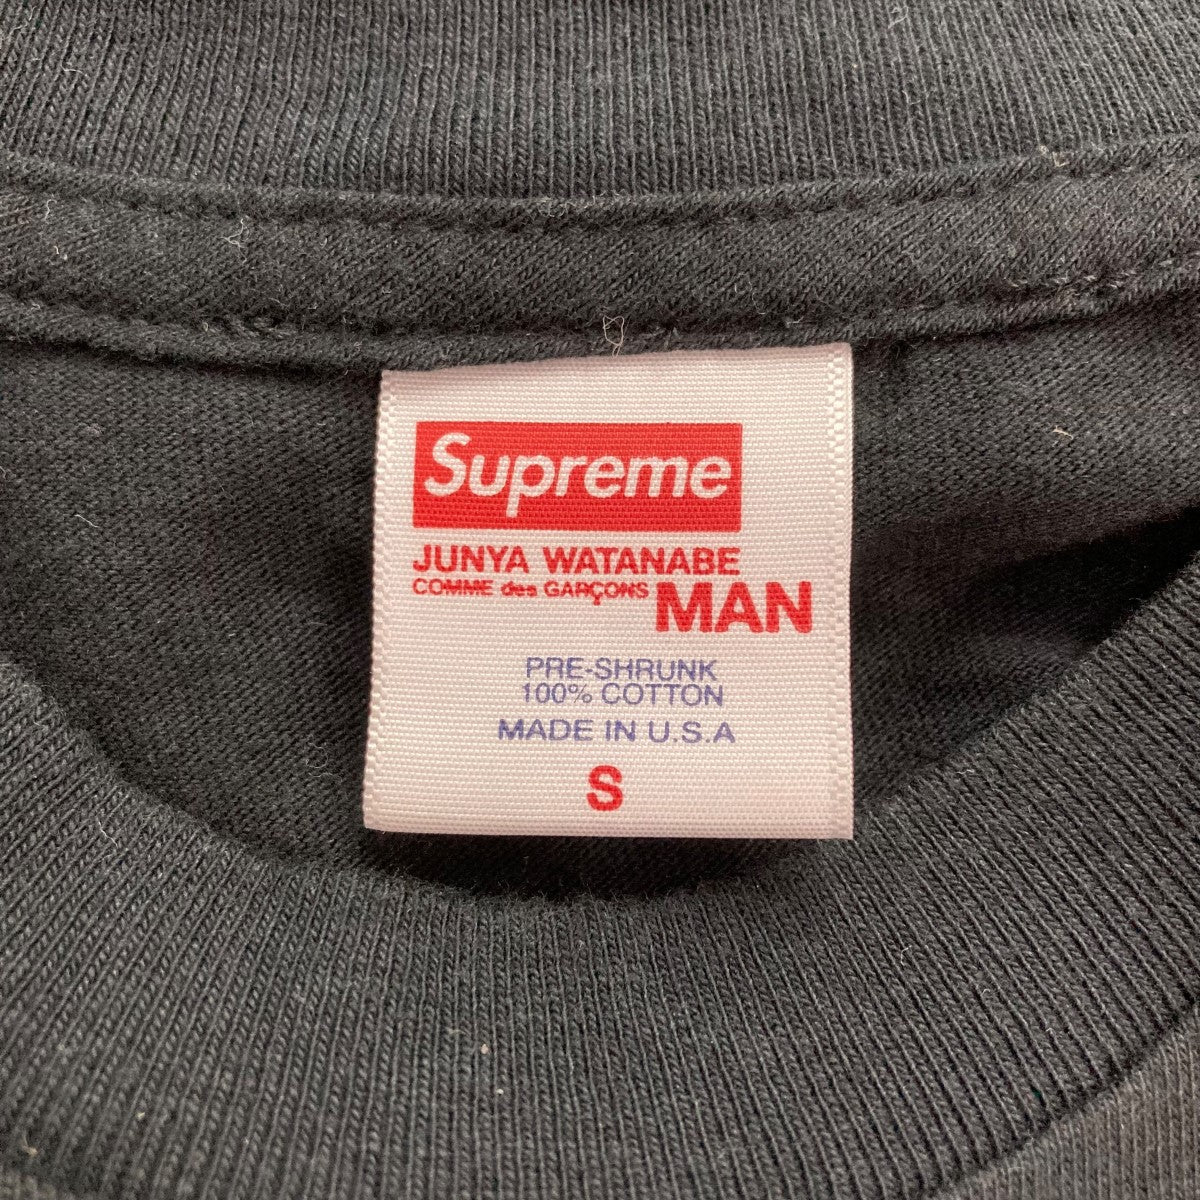 Supreme
JUNYA WATANABE
COMME des GARÇONS MAN
PRE-SHRUNK
100% COTTON
MADE IN U.S.A
S